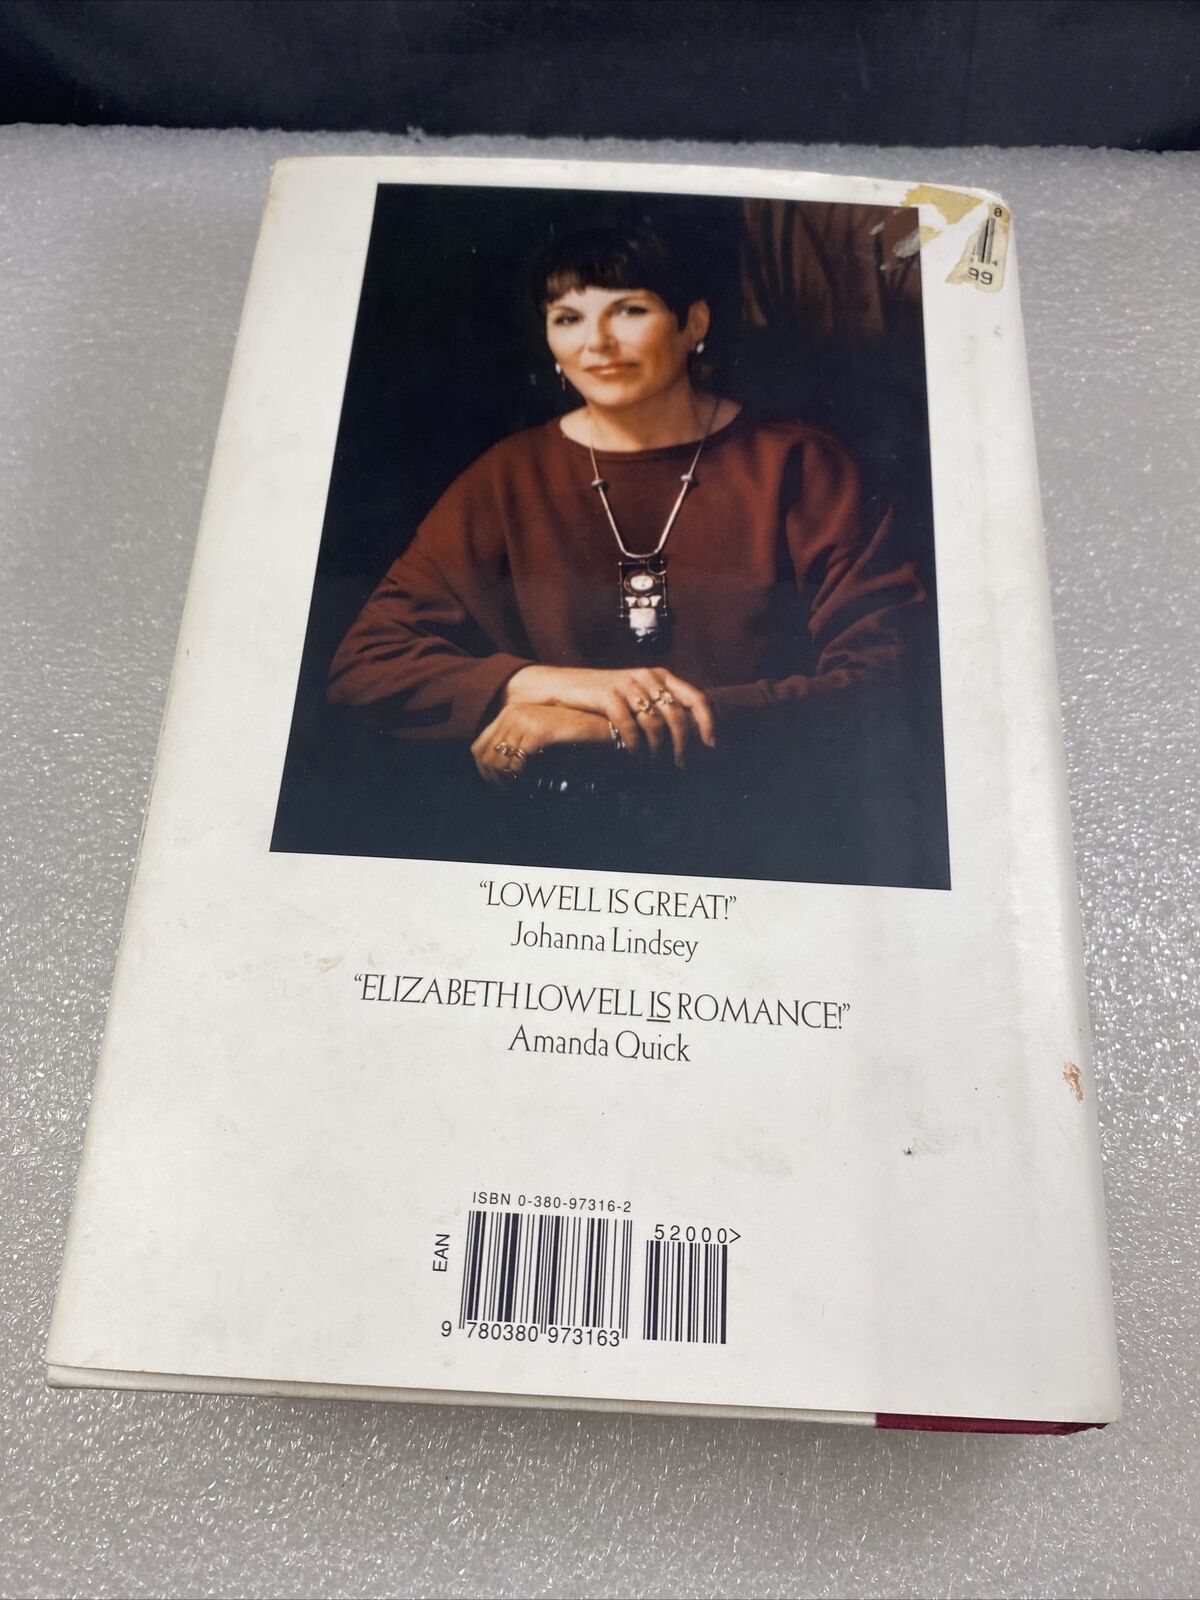 8
99
“LOWELL IS GREAT!”
Johanna Lindsey
“ELIZABETH LOWELL IS ROMANCE!”
Amanda Quick
ISBN 0-380-97316-2
52000>
EAN
9 780380 973163